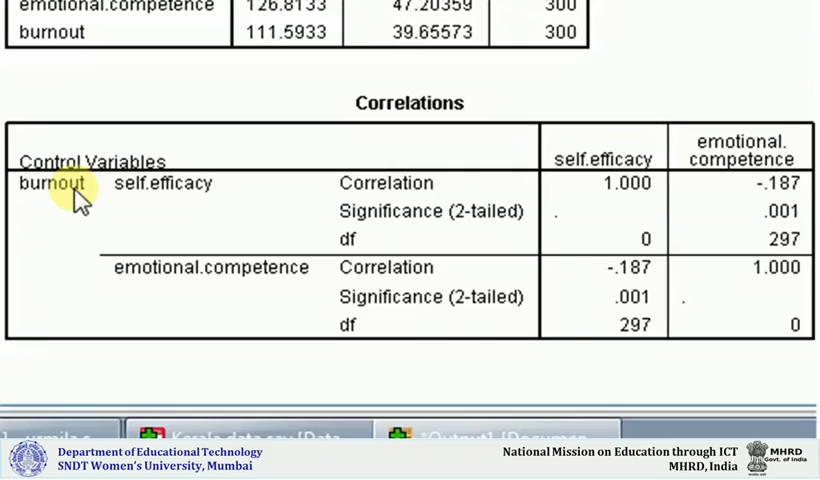 emotional.competence 126.8133 47.20359 300
burnout 111.5933 39.65573 300
Correlations
Control Variables self.efficacy emotional. competence
burnout self.efficacy Correlation 1.000 -.187
Significance (2-tailed) . .001
df 0 297
emotional.competence Correlation -.187 1.000
Significance (2-tailed) .001 .
df 297 0
Department of Educational Technology
SNDT Women's University, Mumbai
National Mission on Education through ICT
MHRD, India
MHRD
Govt. of India